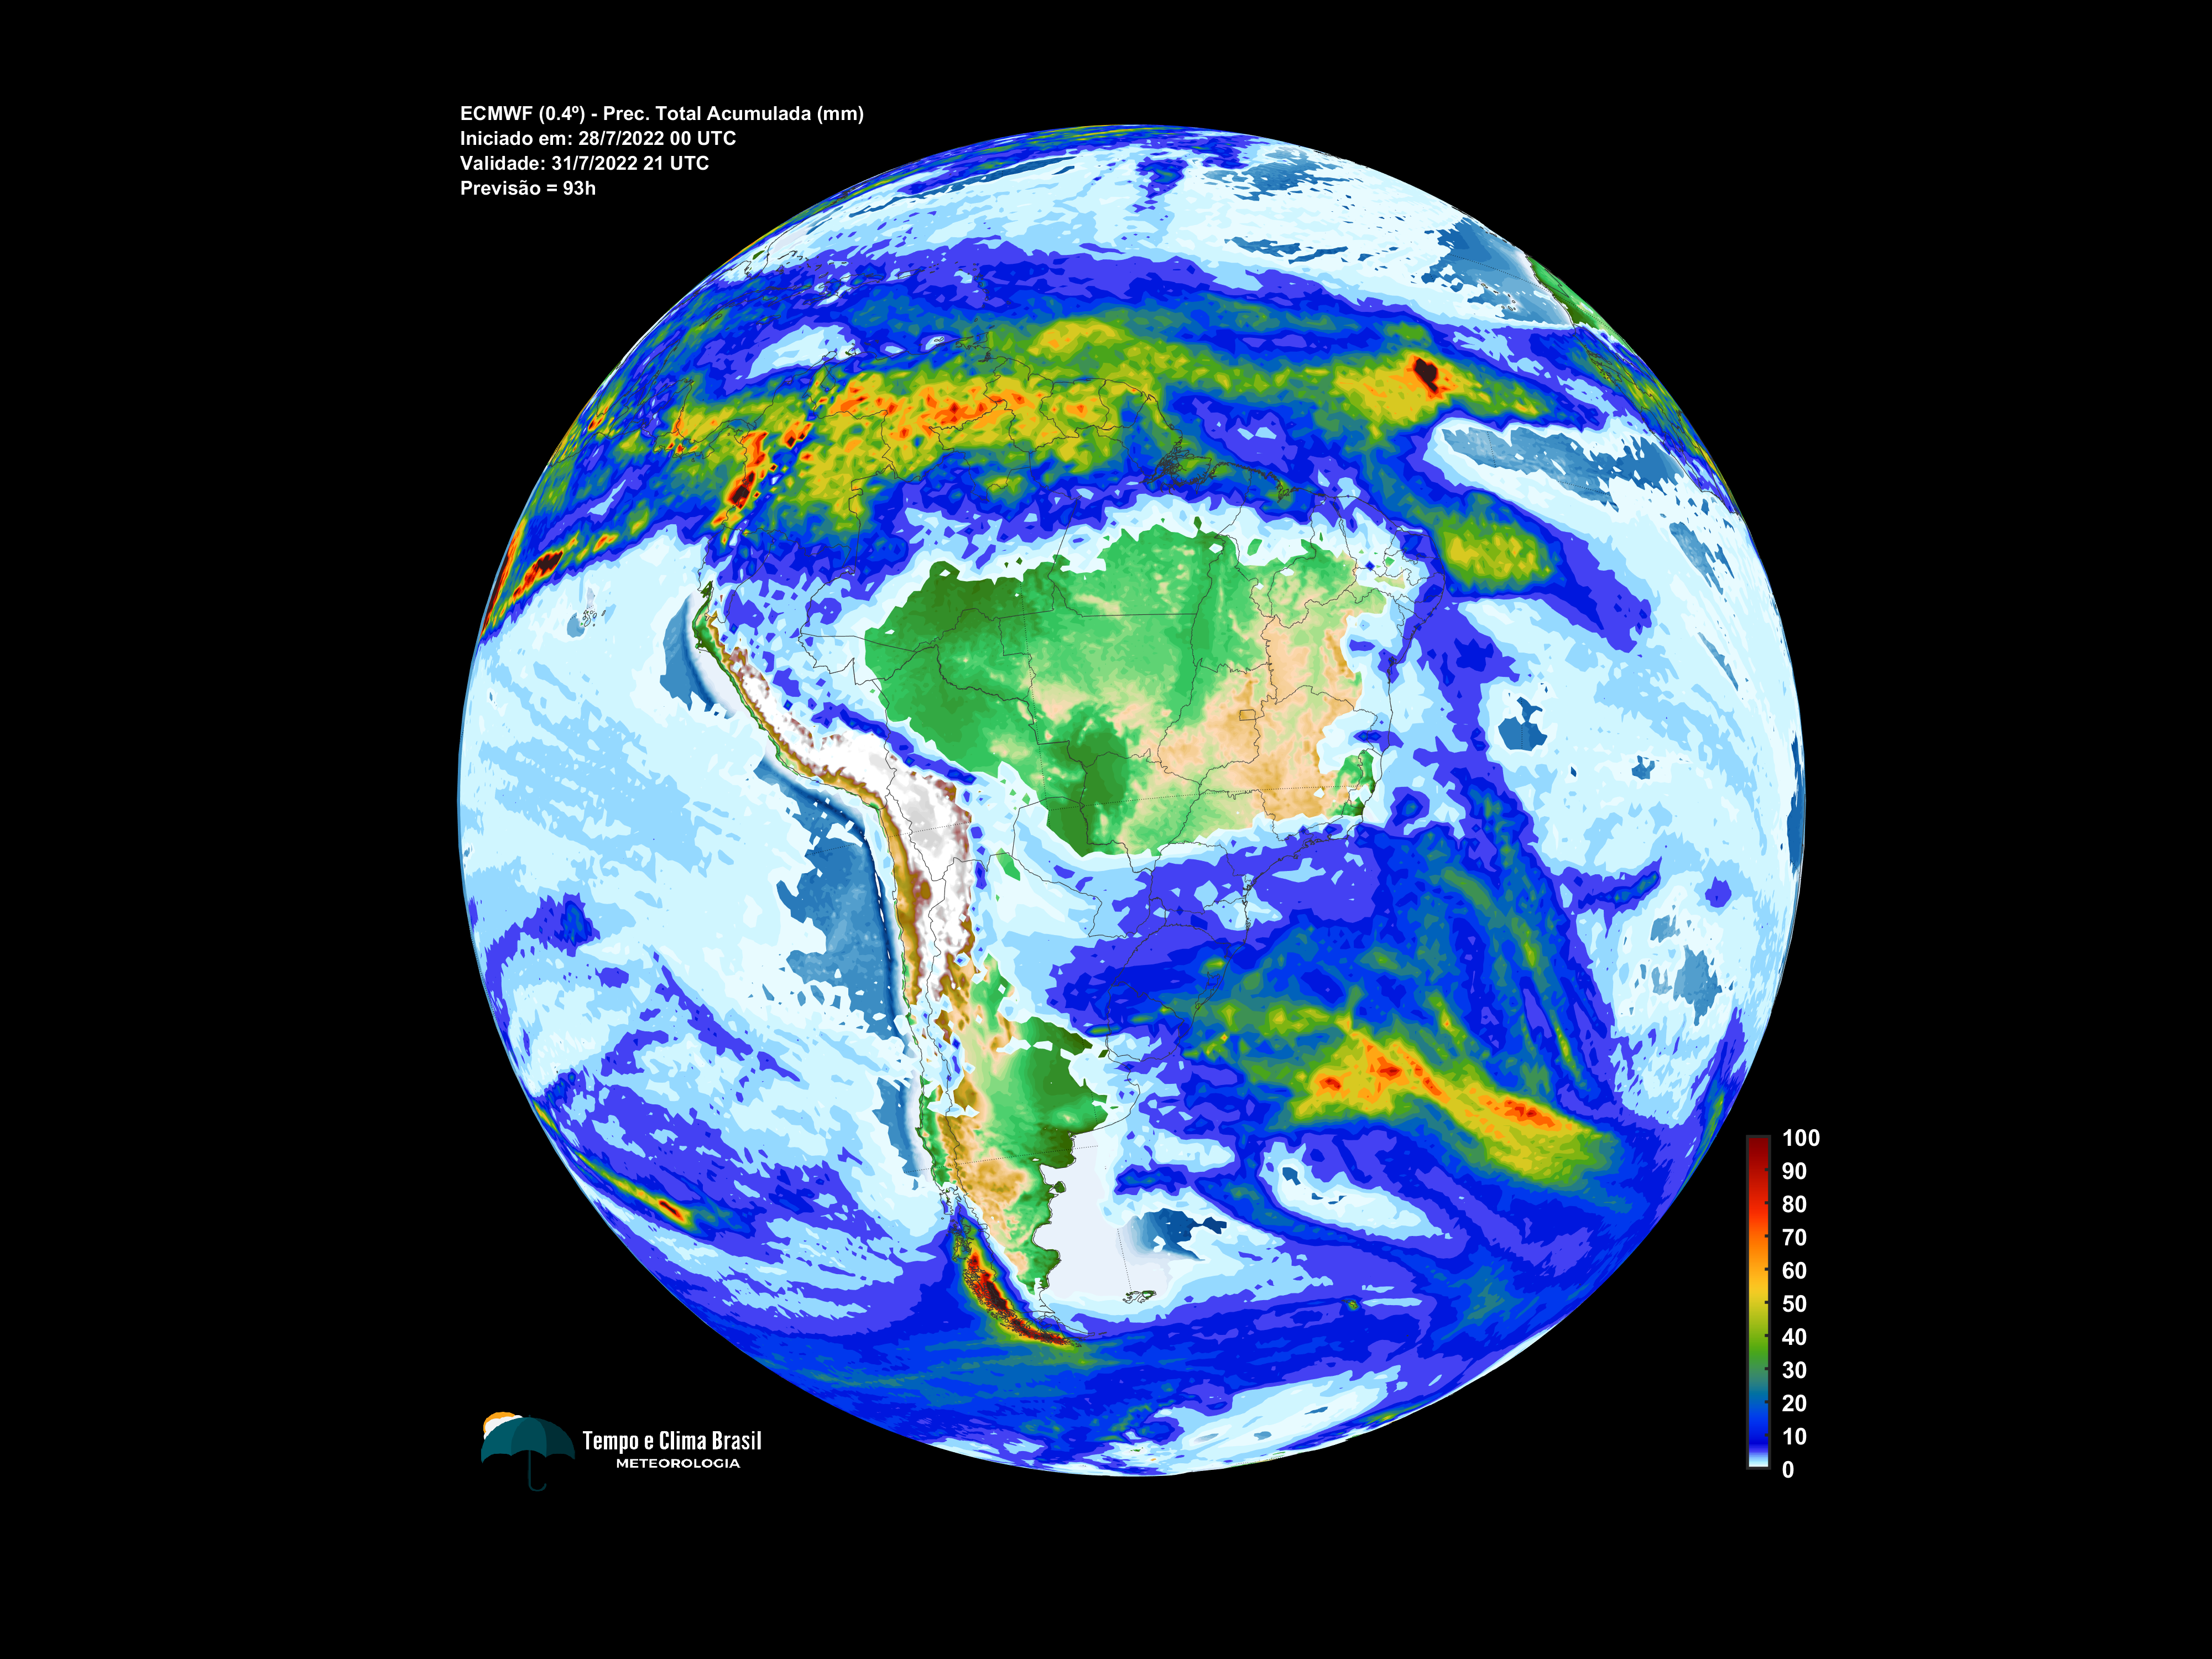 ECMWF (0.4º) - Prec. Total Acumulada (mm)
Iniciado em: 28/7/2022 00 UTC
Validade: 31/7/2022 21 UTC
Previsão = 93h
100
90
80
70
60
50
40
30
20
10
0
Tempo e Clima Brasil
METEOROLOGIA